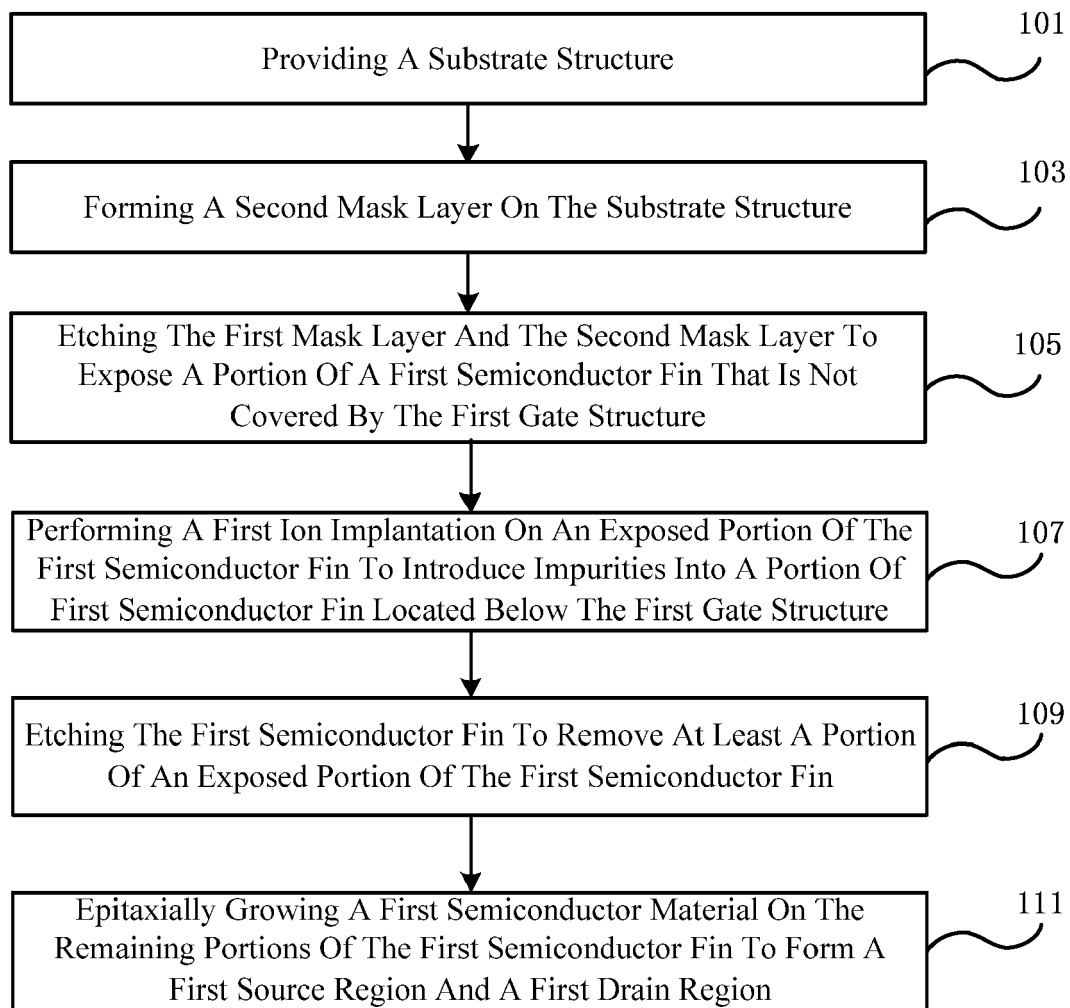 101
Providing A Substrate Structure
103
Forming A Second Mask Layer On The Substrate Structure
Etching The First Mask Layer And The Second Mask Layer To
105
Expose A Portion Of A First Semiconductor Fin That Is Not
Covered By The First Gate Structure
Performing A First Ion Implantation On An Exposed Portion Of The
107
First Semiconductor Fin To Introduce Impurities Into A Portion Of
First Semiconductor Fin Located Below The First Gate Structure
109
Etching The First Semiconductor Fin To Remove At Least A Portion
Of An Exposed Portion Of The First Semiconductor Fin
111
Epitaxially Growing A First Semiconductor Material On The
Remaining Portions Of The First Semiconductor Fin To Form A
First Source Region And A First Drain Region